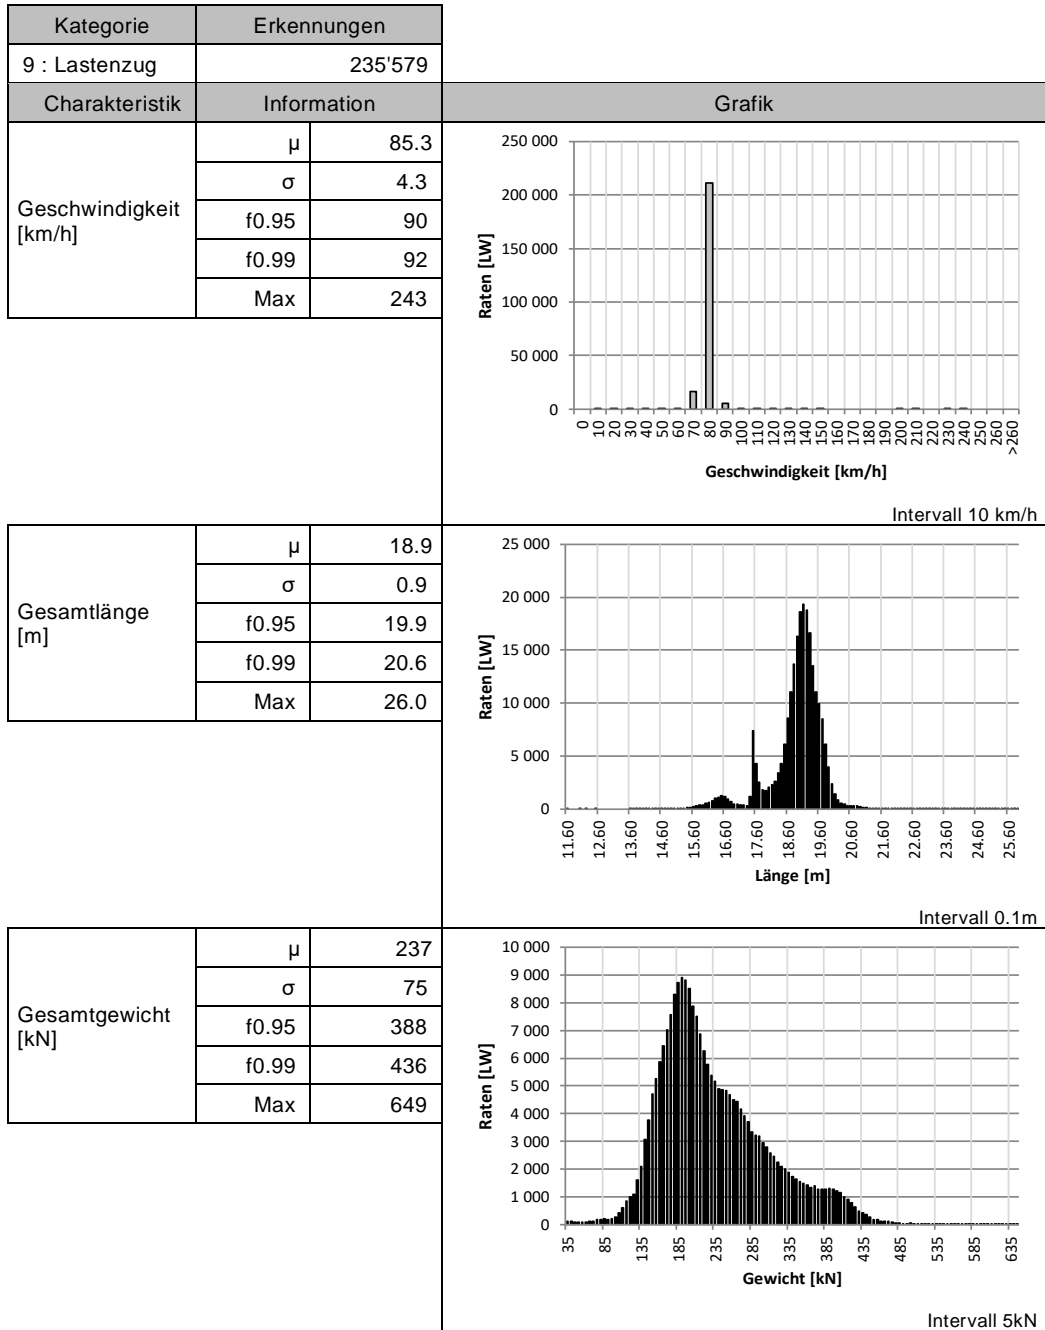 Kategorie Erkennungen
9 : Lastenzug 235'579
Charakteristik Information Grafik
Geschwindigkeit [km/h]
µ 85.3
σ 4.3
f0.95 90
f0.99 92
Max 243
250 000
200 000
150 000
100 000
50 000
0
Raten [LW]
0 10 20 30 40 50 60 70 80 90 100 110 120 130 140 150 160 170 180 190 200 210 220 230 240 250 260 >260
Geschwindigkeit [km/h]
Intervall 10 km/h
Gesamtlänge [m]
µ 18.9
σ 0.9
f0.95 19.9
f0.99 20.6
Max 26.0
25 000
20 000
15 000
10 000
5 000
0
Raten [LW]
11.60 12.60 13.60 14.60 15.60 16.60 17.60 18.60 19.60 20.60 21.60 22.60 23.60 24.60 25.60
Länge [m]
Intervall 0.1m
Gesamtgewicht [kN]
µ 237
σ 75
f0.95 388
f0.99 436
Max 649
10 000
9 000
8 000
7 000
6 000
5 000
4 000
3 000
2 000
1 000
0
Raten [LW]
35 85 135 185 235 285 335 385 435 485 535 585 635
Gewicht [kN]
Intervall 5kN